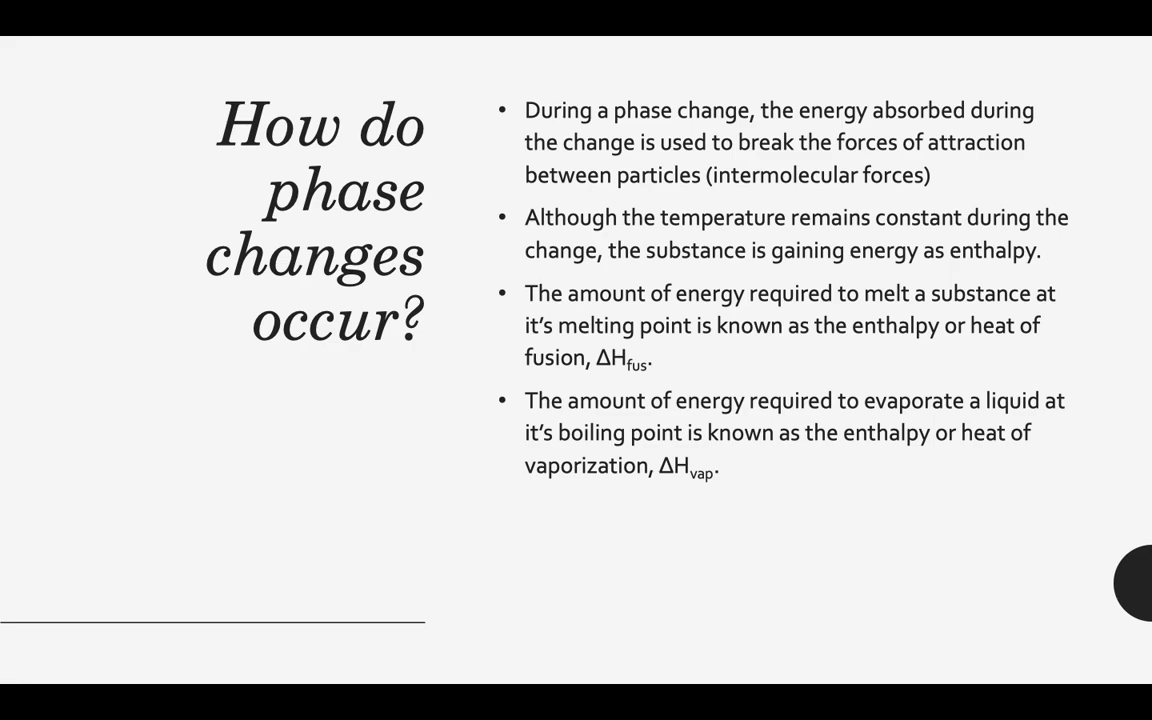 How do
phase
changes
occur?
• During a phase change, the energy absorbed during
the change is used to break the forces of attraction
between particles (intermolecular forces)
• Although the temperature remains constant during the
change, the substance is gaining energy as enthalpy.
• The amount of energy required to melt a substance at
it’s melting point is known as the enthalpy or heat of
fusion, ΔHfus.
• The amount of energy required to evaporate a liquid at
it’s boiling point is known as the enthalpy or heat of
vaporization, ΔHvap.